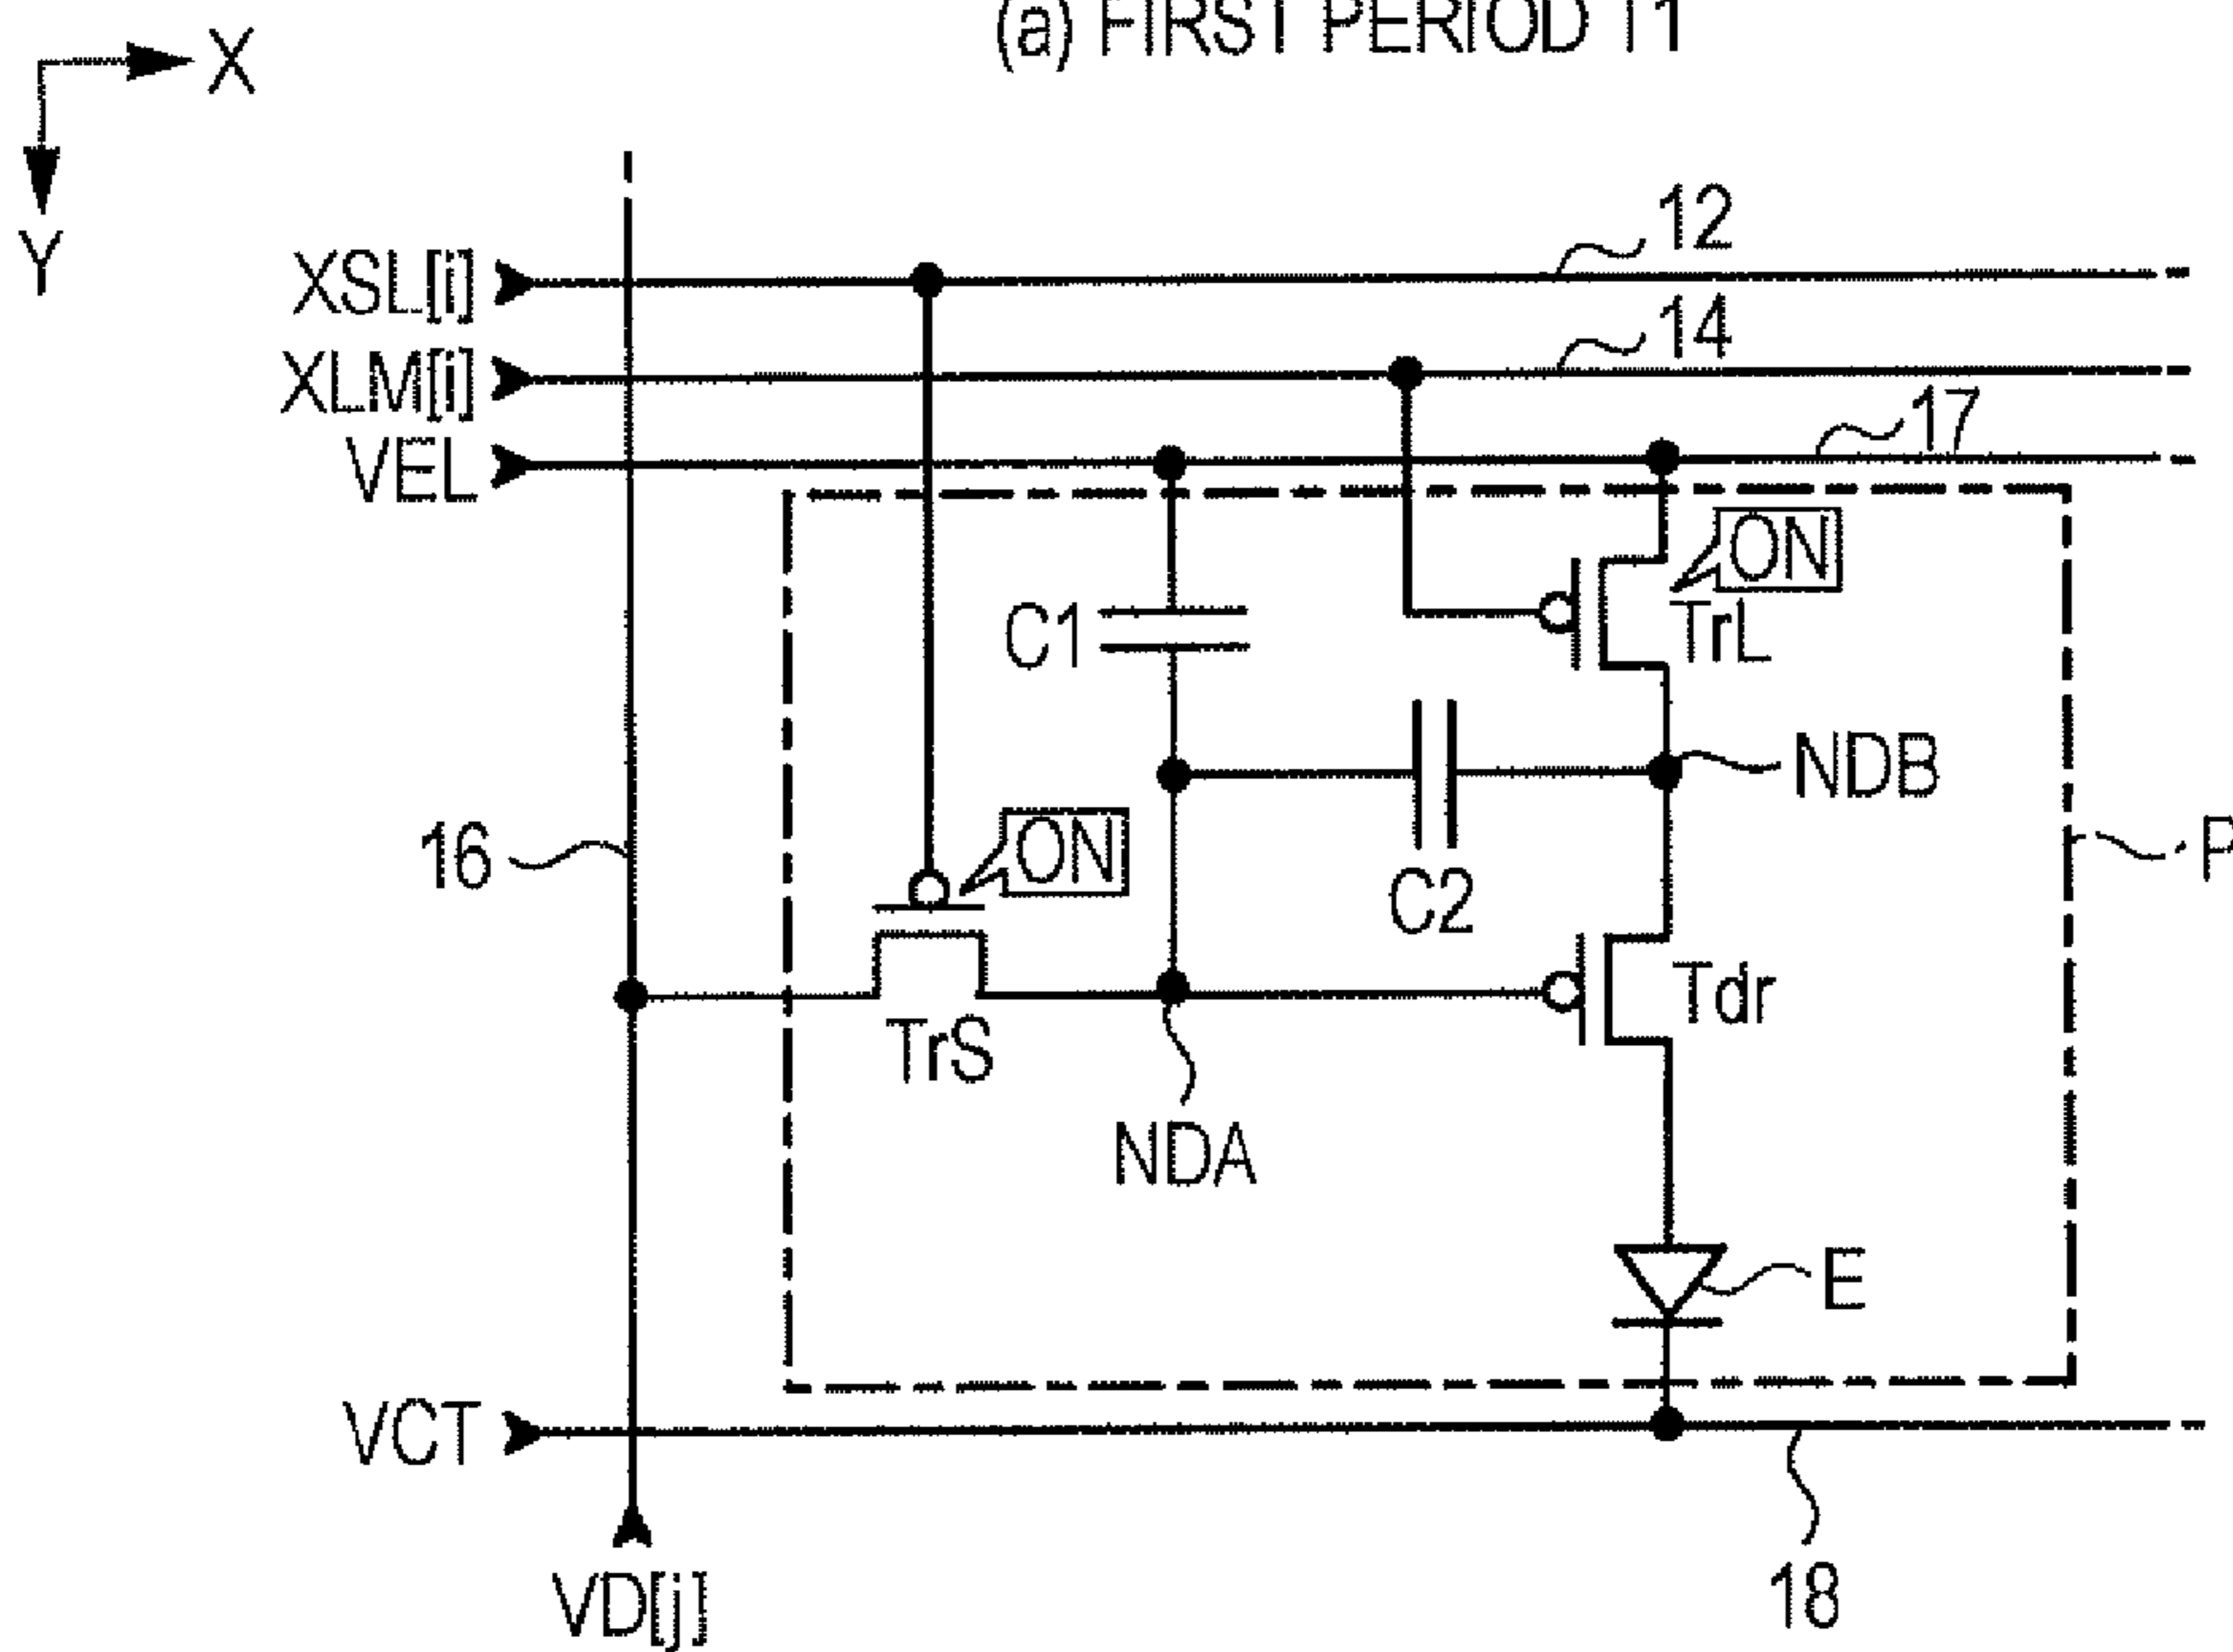 (a) FIRST PERIOD T1
X
Y
XSL[i]
12
XLM[i]
14
VEL
17
ON
C1
TrL
NDB
16
ON
C2
P
TrS
Tdr
NDA
E
VCT
18
VD[j]